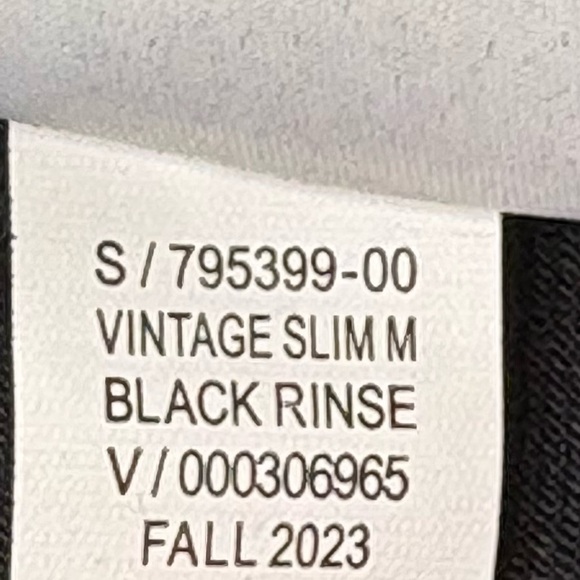 S / 795399-00
VINTAGE SLIM M
BLACK RINSE
V / 000306965
FALL 2023